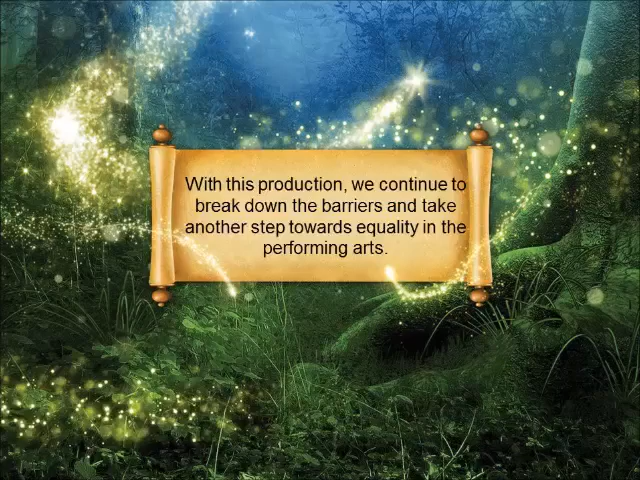 With this production, we continue to
break down the barriers and take
another step towards equality in the
performing arts.